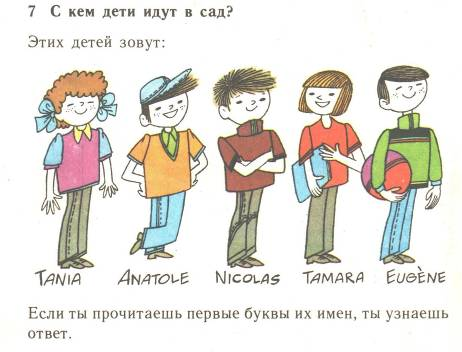 7 С кем дети идут в сад?
Этих детей зовут:
TANIA ANATOLE NICOLAS TAMARA EUGÈNE
Если ты прочитаешь первые буквы их имен, ты узнаешь
ответ.